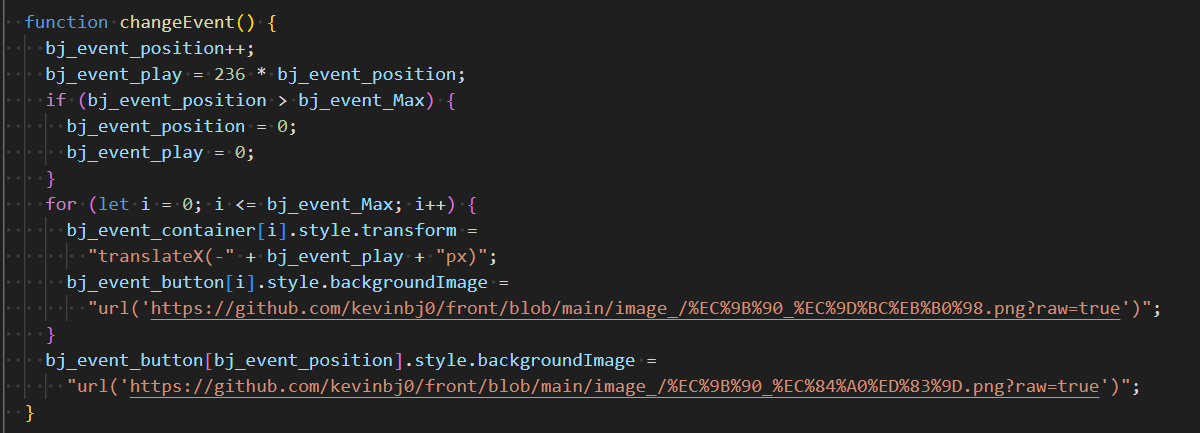 function changeEvent() {
bj_event_position++;
bj_event_play = 236 * bj_event_position;
if (bj_event_position > bj_event_Max) {
bj_event_position = 0;
bj_event_play = 0;
}
for (let i = 0; i <= bj_event_Max; i++) {
bj_event_container[i].style.transform =
"translateX(-" + bj_event_play + "px)";
bj_event_button[i].style.backgroundImage =
"url('https://github.com/kevinbj0/front/blob/main/image_/%EC%9B%90_%EC%9D%BC%EB%B0%98.png?raw=true')";
}
bj_event_button[bj_event_position].style.backgroundImage =
"url('https://github.com/kevinbj0/front/blob/main/image_/%EC%9B%90_%EC%84%A0%ED%83%9D.png?raw=true')";
}